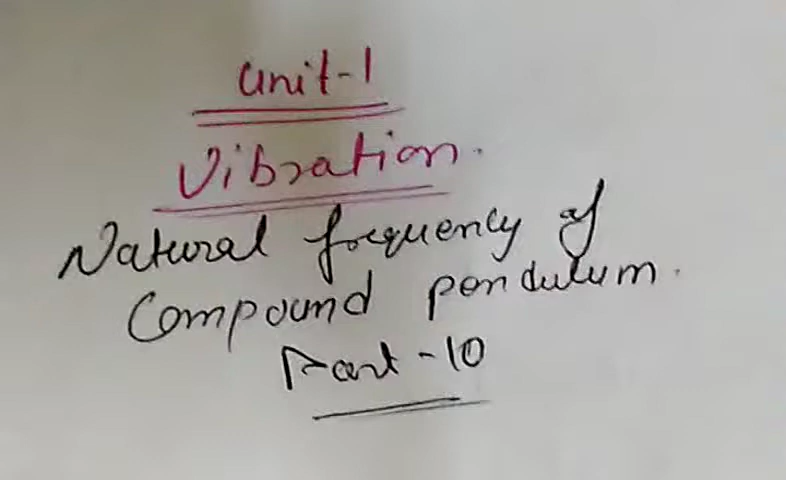 Unit-1
Vibration.
Natural frequency of
Compound pendulum.
Part-10